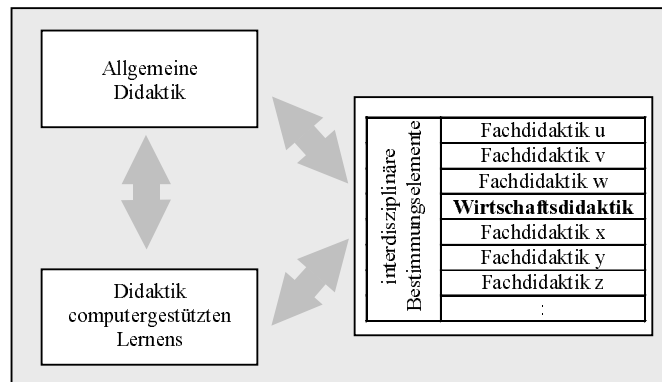 Allgemeine
Didaktik
Didaktik
computergestützten
Lernens
interdisziplinäre
Bestimmungselemente
Fachdidaktik u
Fachdidaktik v
Fachdidaktik w
Wirtschaftsdidaktik
Fachdidaktik x
Fachdidaktik y
Fachdidaktik z
: